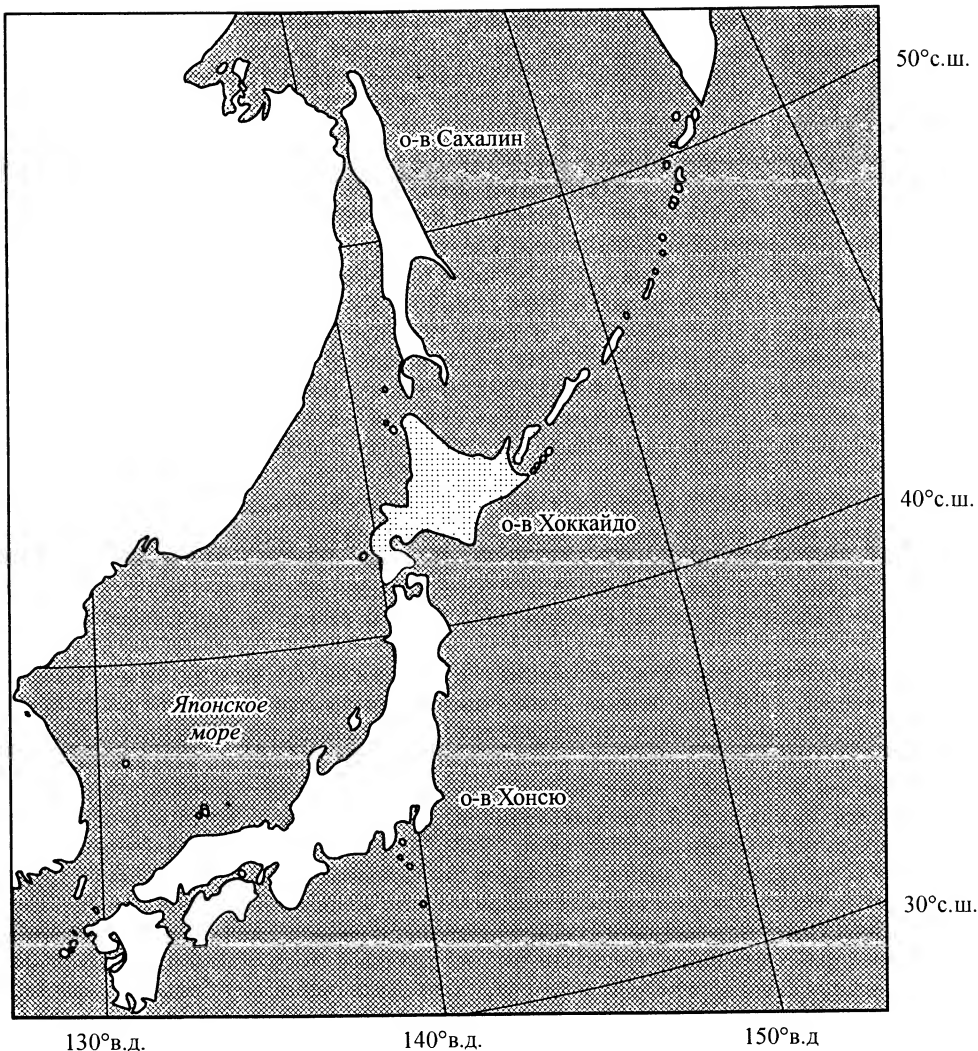 50°с.ш.
о-в Сахалин
40°с.ш.
о-в Хоккайдо
Японское
море
о-в Хонсю
30°с.ш.
130°в.д.
140°в.д.
150°в.д